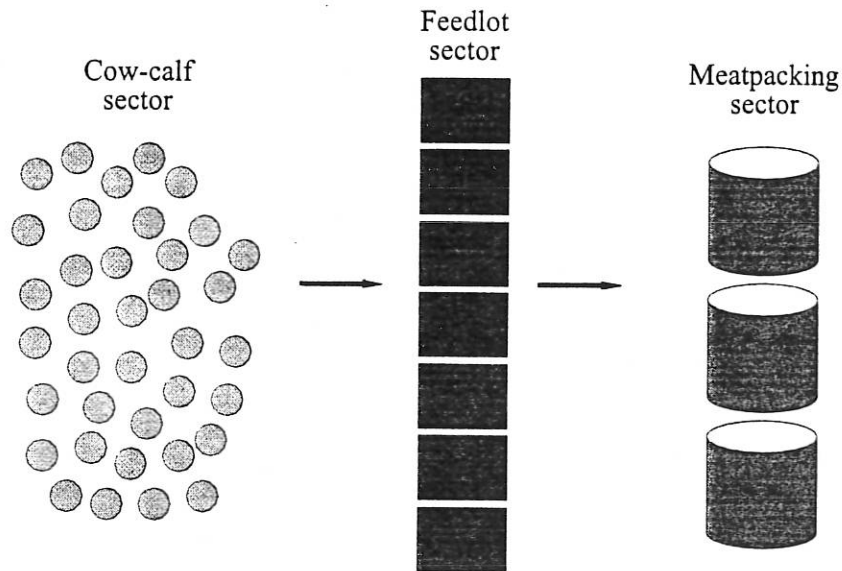 Cow-calf
sector
Feedlot
sector
Meatpacking
sector